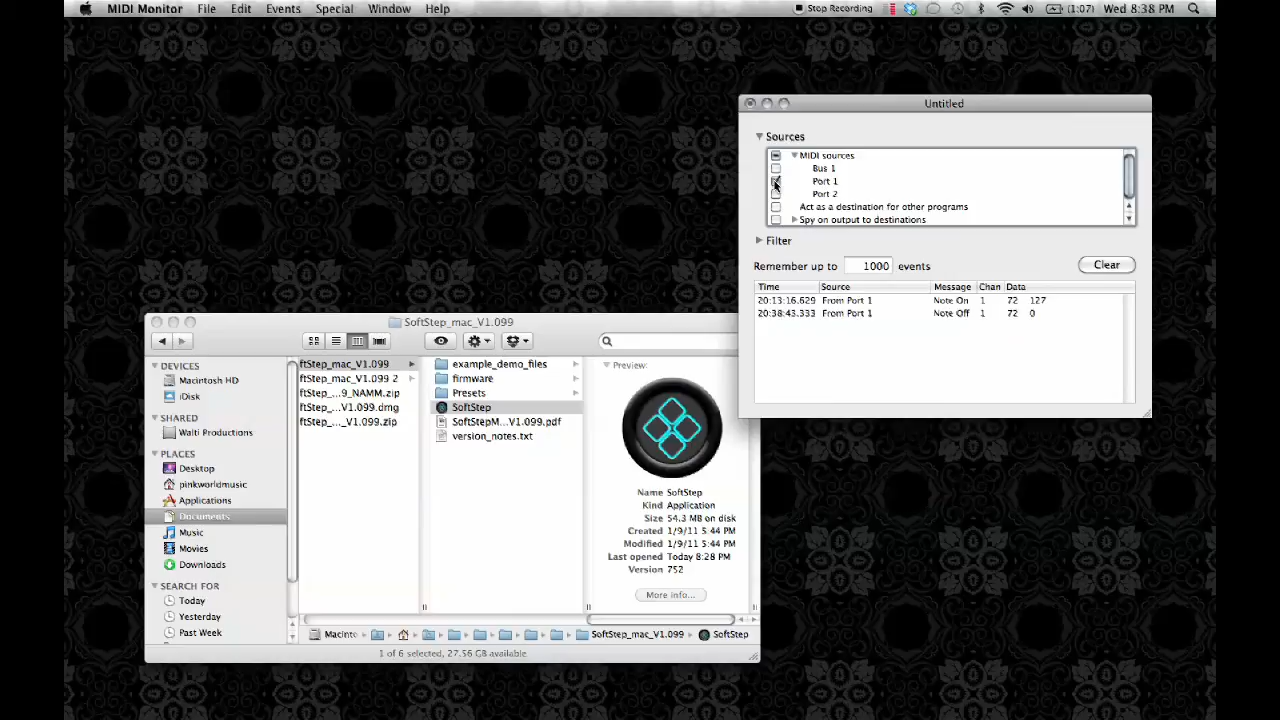 MIDI Monitor File Edit Events Special Window Help Stop Recording (1:07) Wed 8:38 PM
Untitled
Sources
MIDI sources
Bus 1
Port 1
Port 2
Act as a destination for other programs
Spy on output to destinations
Filter
Remember up to 1000 events Clear
Time Source Message Chan Data
20:13:16.629 From Port 1 Note On 1 72 127
20:38:43.333 From Port 1 Note Off 1 72 0
SoftStep_mac_V1.099
DEVICES
Macintosh HD
iDisk
SHARED
Walti Productions
PLACES
Desktop
pinkworldmusic
Applications
Documents
Music
Movies
Downloads
SEARCH FOR
Today
Yesterday
Past Week
ftStep_mac_V1.099
ftStep_mac_V1.099 2
ftStep_...9_NAMM.zip
ftStep_...V1.099.dmg
ftStep_..._V1.099.zip
example_demo_files
firmware
Presets
SoftStep
SoftStepM...V1.099.pdf
version_notes.txt
Preview:
Name SoftStep
Kind Application
Size 54.3 MB on disk
Created 1/9/11 5:44 PM
Modified 1/9/11 5:44 PM
Last opened Today 8:28 PM
Version 752
More info...
Macinto SoftStep_mac_V1.099 SoftStep
1 of 6 selected, 27.56 GB available